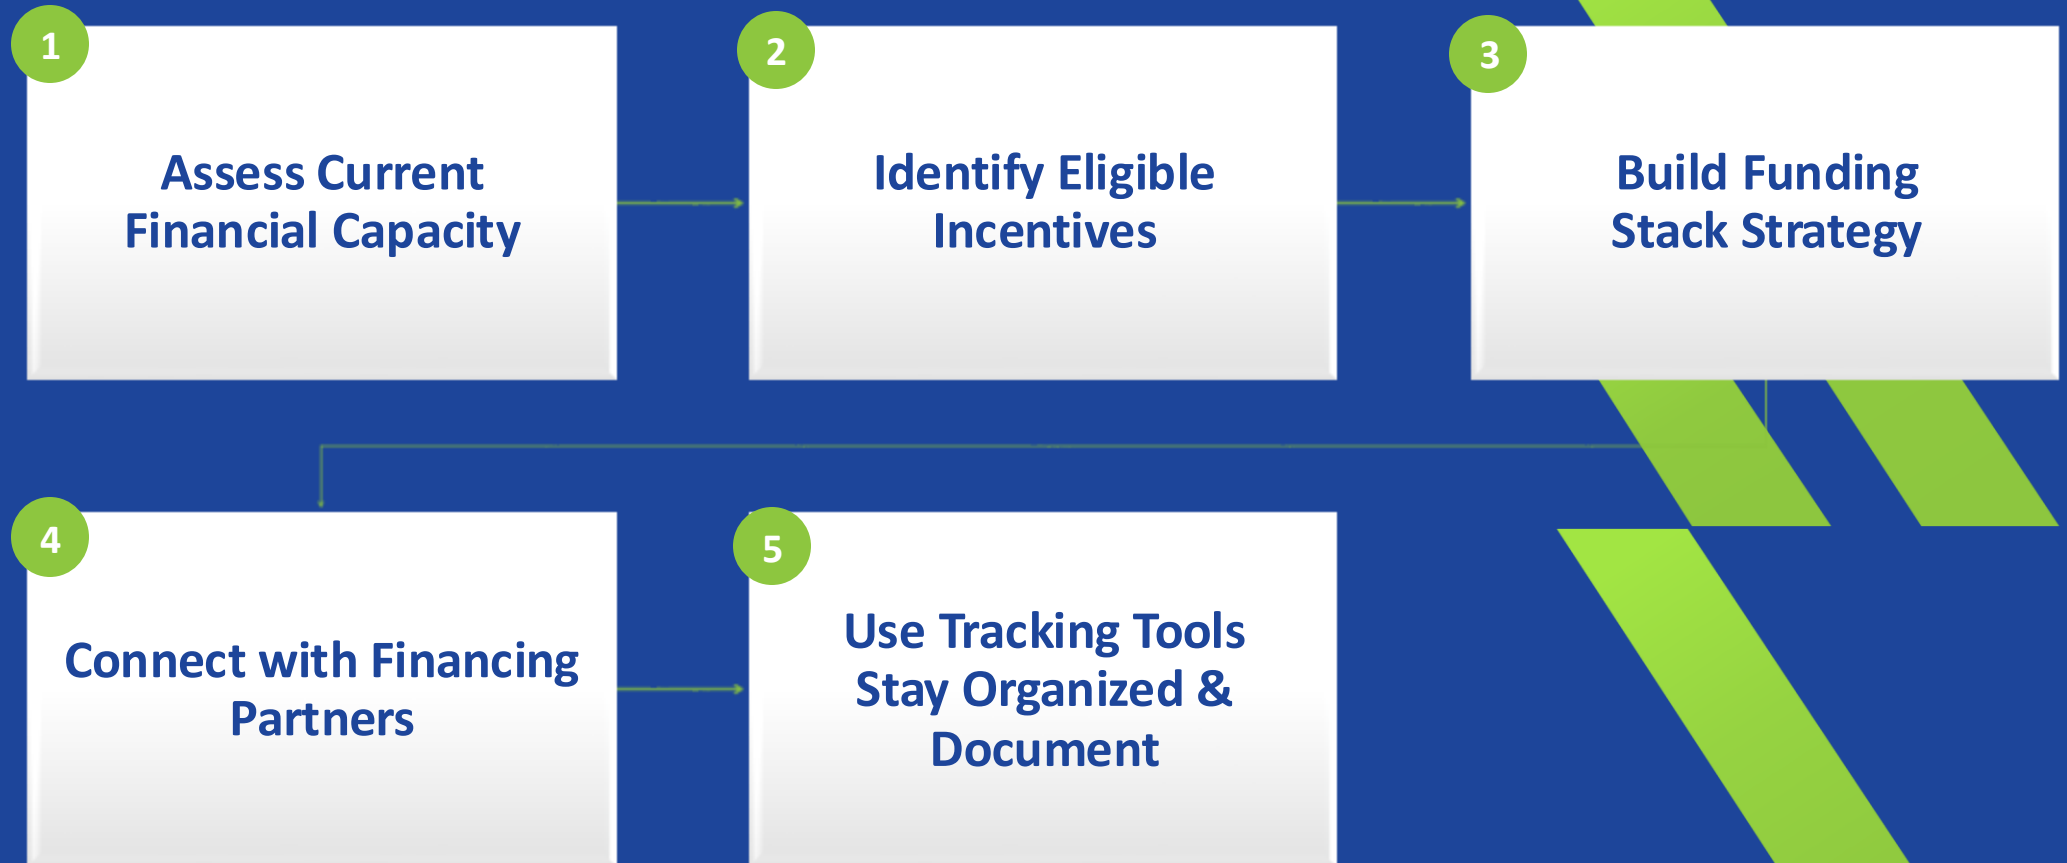 1
Assess Current
Financial Capacity
2
Identify Eligible
Incentives
3
Build Funding
Stack Strategy
4
Connect with Financing
Partners
5
Use Tracking Tools
Stay Organized &
Document